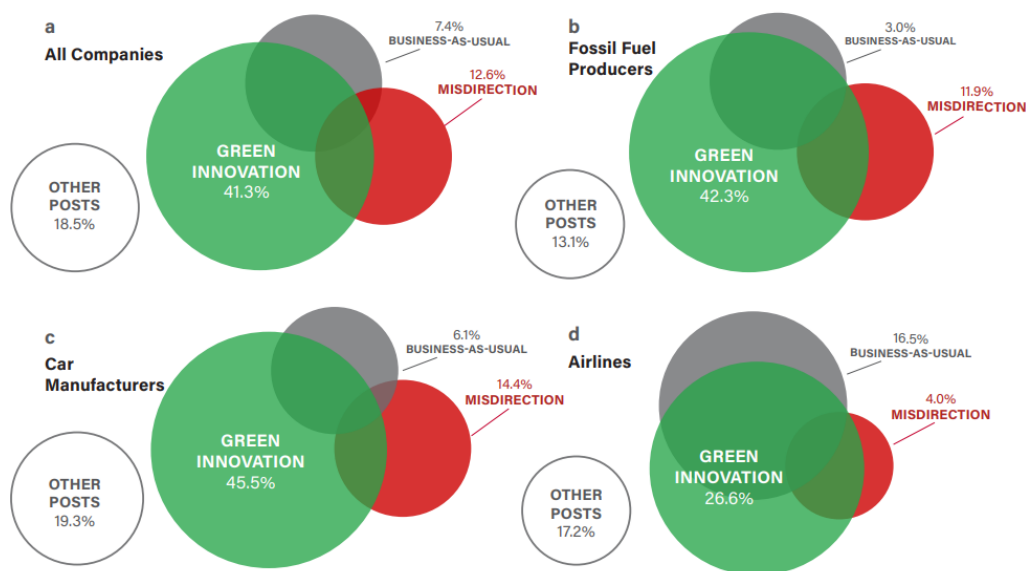 a
All Companies
7.4%
BUSINESS-AS-USUAL
12.6%
MISDIRECTION
GREEN
INNOVATION
41.3%
OTHER
POSTS
18.5%
b
Fossil Fuel
Producers
3.0%
BUSINESS-AS-USUAL
11.9%
MISDIRECTION
GREEN
INNOVATION
42.3%
OTHER
POSTS
13.1%
c
Car
Manufacturers
6.1%
BUSINESS-AS-USUAL
14.4%
MISDIRECTION
GREEN
INNOVATION
45.5%
OTHER
POSTS
19.3%
d
Airlines
16.5%
BUSINESS-AS-USUAL
4.0%
MISDIRECTION
GREEN
INNOVATION
26.6%
OTHER
POSTS
17.2%